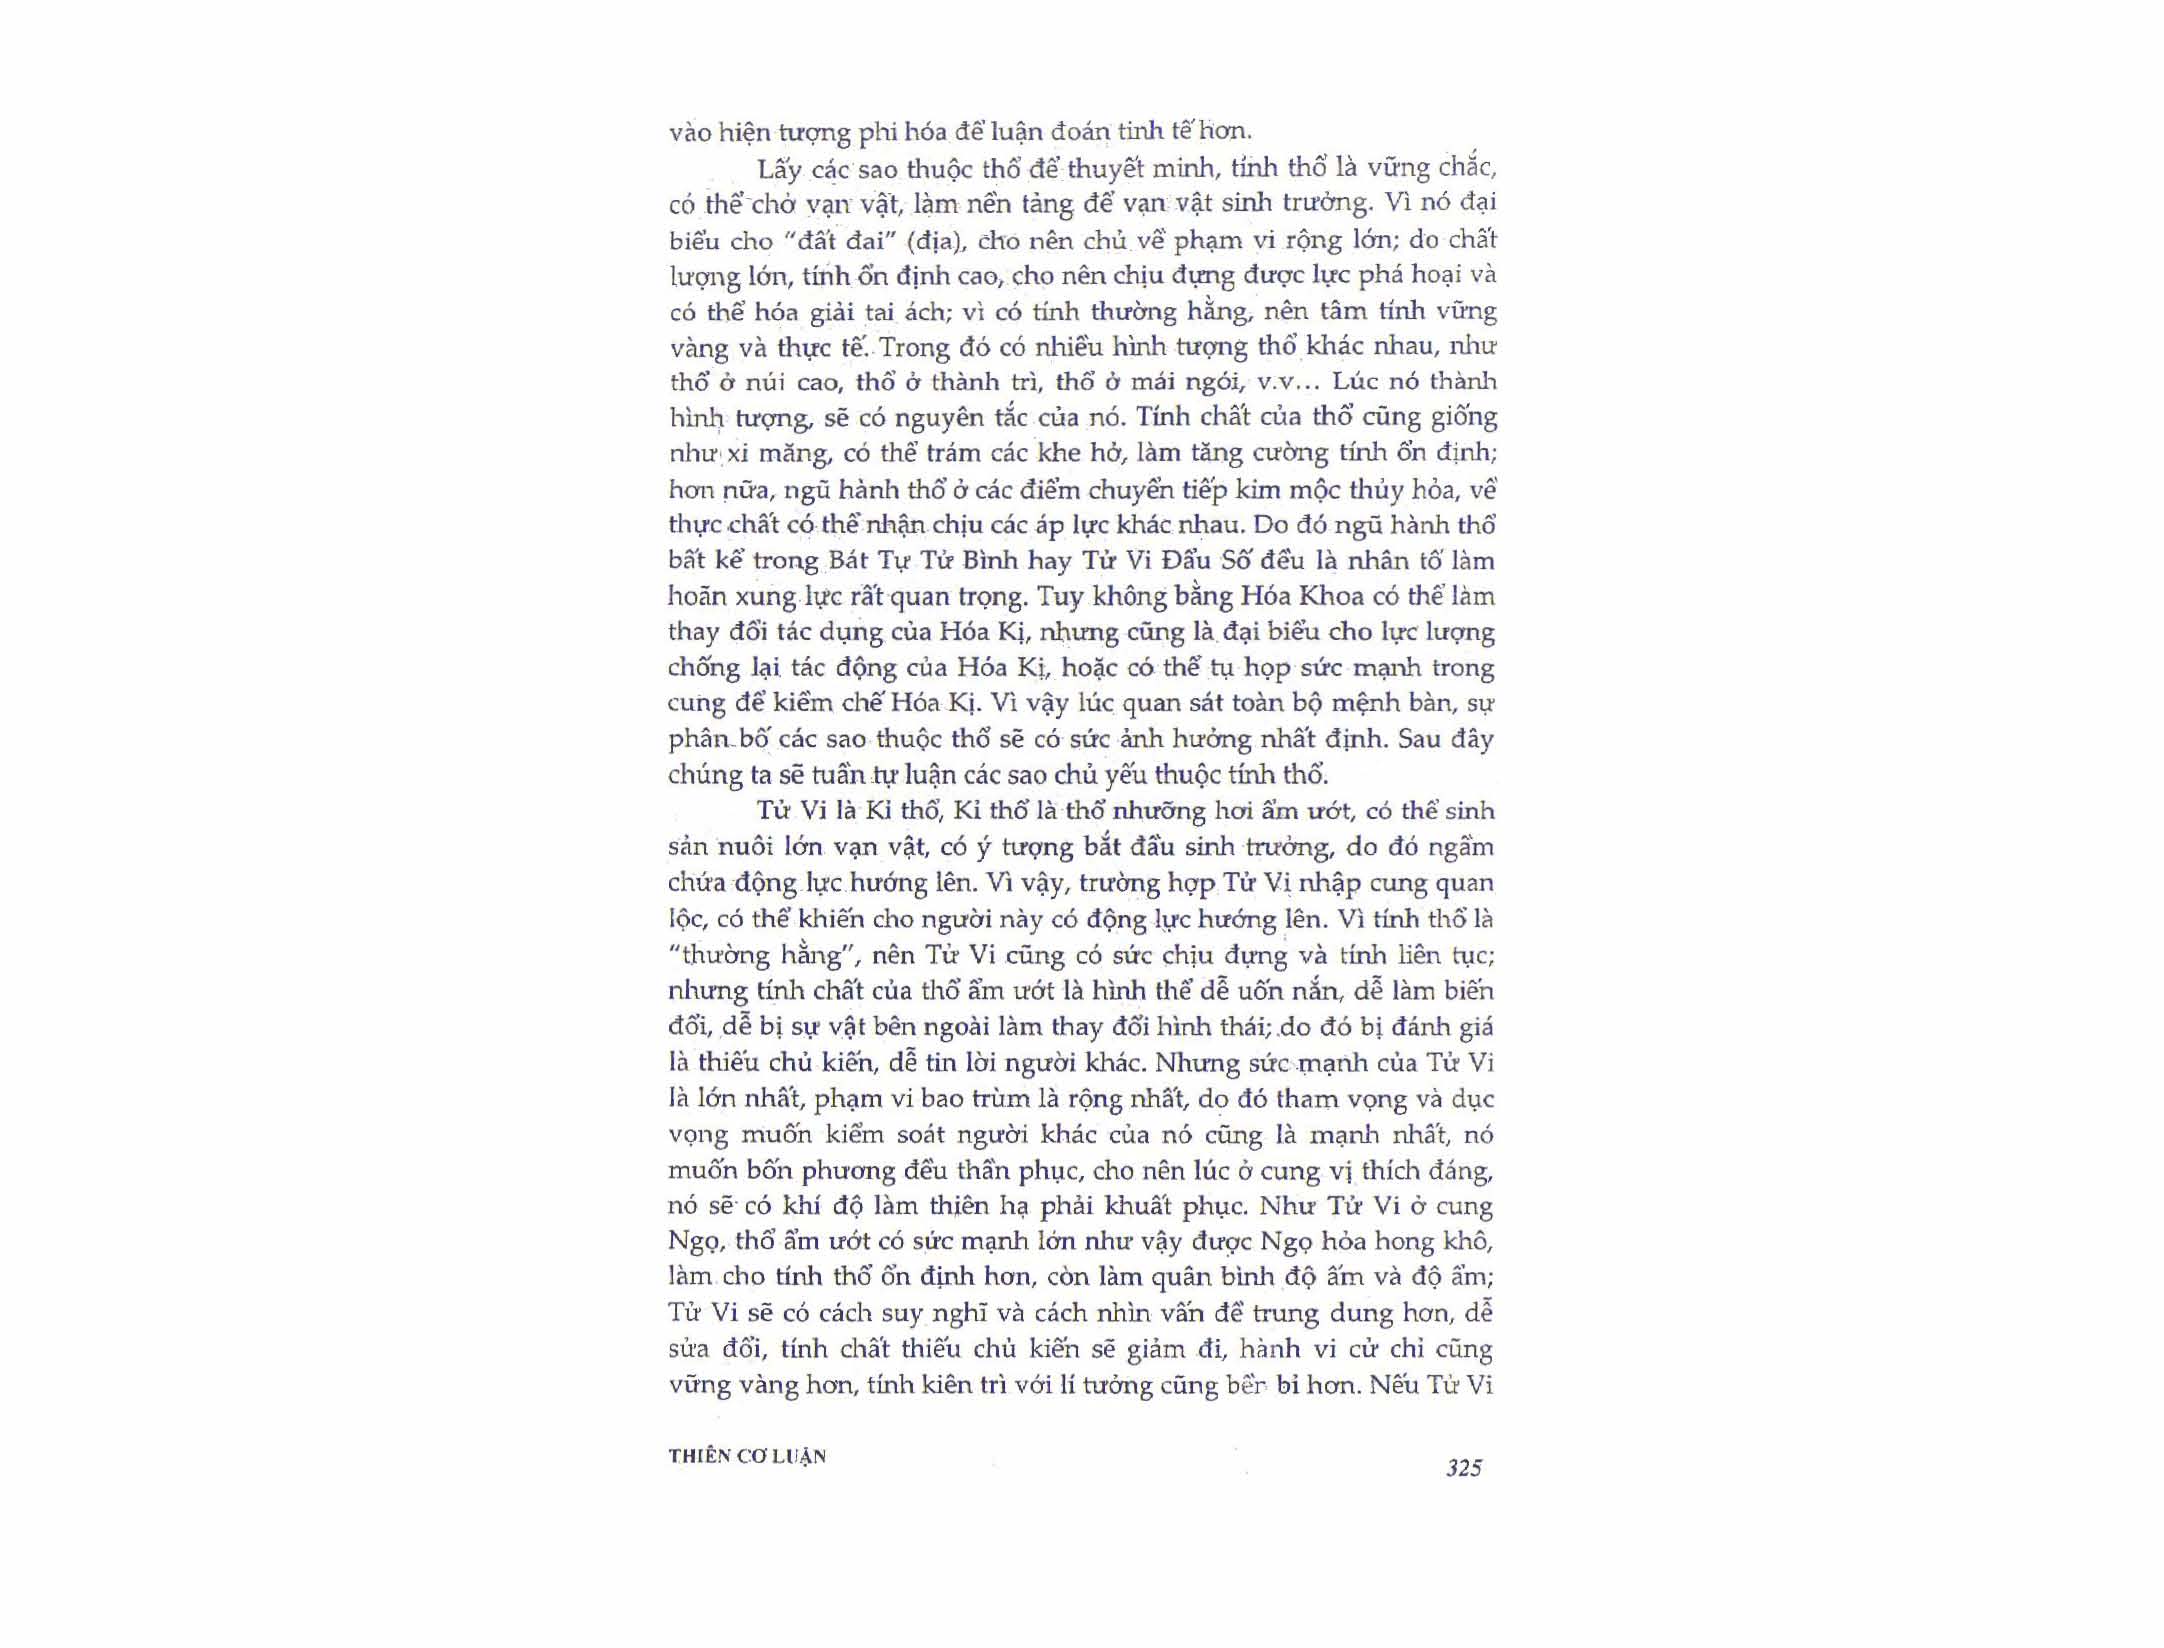 vào hiện tượng phi hóa để luận đoán tinh tế hơn.
Lấy các sao thuộc thổ để thuyết minh, tính thổ là vững chắc,
có thể chở vạn vật, làm nền tảng để vạn vật sinh trưởng. Vì nó đại
biểu cho "đất đai" (địa), cho nên chủ về phạm vi rộng lớn; do chất
lượng lớn, tính ổn định cao, cho nên chịu đựng được lực phá hoại và
có thể hóa giải tai ách; vì có tính thường hằng, nên tâm tính vững
vàng và thực tế. Trong đó có nhiều hình tượng thổ khác nhau, như
thổ ở núi cao, thổ ở thành trì, thổ ở mái ngói, v.v... Lúc nó thành
hình tượng, sẽ có nguyên tắc của nó. Tính chất của thổ cũng giống
như xi măng, có thể trám các khe hở, làm tăng cường tính ổn định;
hơn nữa, ngũ hành thổ ở các điểm chuyển tiếp kim mộc thủy hỏa, về
thực chất có thể nhận chịu các áp lực khác nhau. Do đó ngũ hành thổ
bất kể trong Bát Tự Tử Bình hay Tử Vi Đẩu Số đều là nhân tố làm
hoãn xung lực rất quan trọng. Tuy không bằng Hóa Khoa có thể làm
thay đổi tác dụng của Hóa Kị, nhưng cũng là đại biểu cho lực lượng
chống lại tác động của Hóa Kị, hoặc có thể tụ họp sức mạnh trong
cung để kiềm chế Hóa Kị. Vì vậy lúc quan sát toàn bộ mệnh bàn, sự
phân bố các sao thuộc thổ sẽ có sức ảnh hưởng nhất định. Sau đây
chúng ta sẽ tuần tự luận các sao chủ yếu thuộc tính thổ.
Tử Vi là Kỉ thổ, Kỉ thổ là thổ nhưỡng hơi ẩm ướt, có thể sinh
sản nuôi lớn vạn vật, có ý tượng bắt đầu sinh trưởng, do đó ngầm
chứa động lực hướng lên. Vì vậy, trường hợp Tử Vi nhập cung quan
lộc, có thể khiến cho người này có động lực hướng lên. Vì tính thổ là
"thường hằng", nên Tử Vi cũng có sức chịu đựng và tính liên tục;
nhưng tính chất của thổ ẩm ướt là hình thể dễ uốn nắn, dễ làm biến
đổi, dễ bị sự vật bên ngoài làm thay đổi hình thái; do đó bị đánh giá
là thiếu chủ kiến, dễ tin lời người khác. Nhưng sức mạnh của Tử Vi
là lớn nhất, phạm vi bao trùm là rộng nhất, do đó tham vọng và dục
vọng muốn kiểm soát người khác của nó cũng là mạnh nhất, nó
muốn bốn phương đều thần phục, cho nên lúc ở cung vị thích đáng,
nó sẽ có khí độ làm thiên hạ phải khuất phục. Như Tử Vi ở cung
Ngọ, thổ ẩm ướt có sức mạnh lớn như vậy được Ngọ hỏa hong khô,
làm cho tính thổ ổn định hơn, còn làm quân bình độ ấm và độ ẩm;
Tử Vi sẽ có cách suy nghĩ và cách nhìn vấn đề trung dung hơn, dễ
sửa đổi, tính chất thiếu chủ kiến sẽ giảm đi, hành vi cử chỉ cũng
vững vàng hơn, tính kiên trì với lí tưởng cũng bền bỉ hơn. Nếu Tử Vi
THIÊN CƠ LUẬN
325